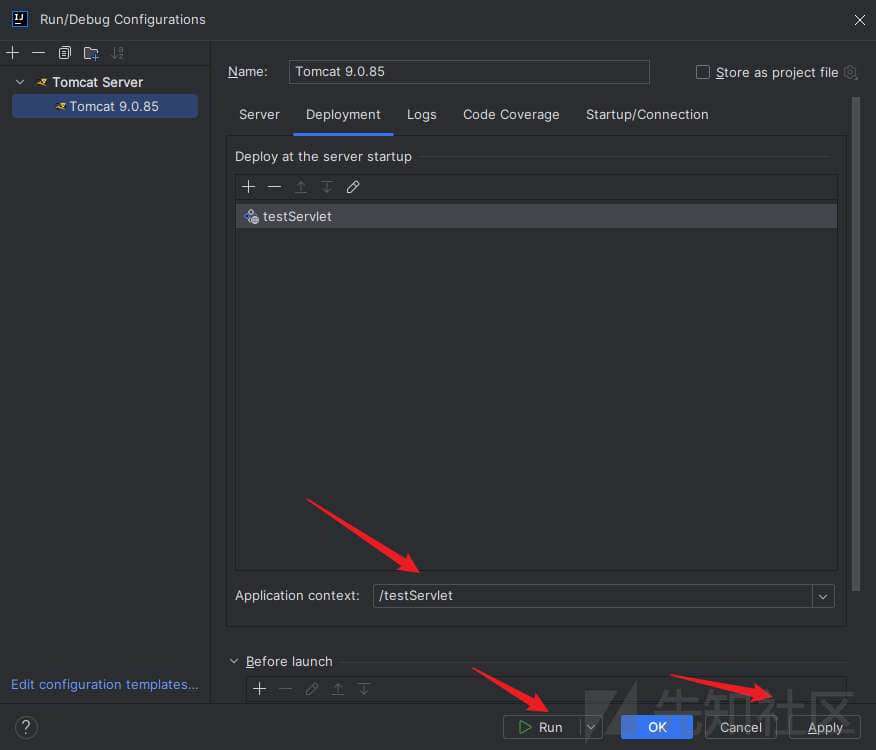 Run/Debug Configurations
Tomcat Server
Tomcat 9.0.85
Name: Tomcat 9.0.85 Store as project file
Server Deployment Logs Code Coverage Startup/Connection
Deploy at the server startup
testServlet
Application context: /testServlet
Before launch
Edit configuration templates...
先知社区
? Run OK Cancel Apply